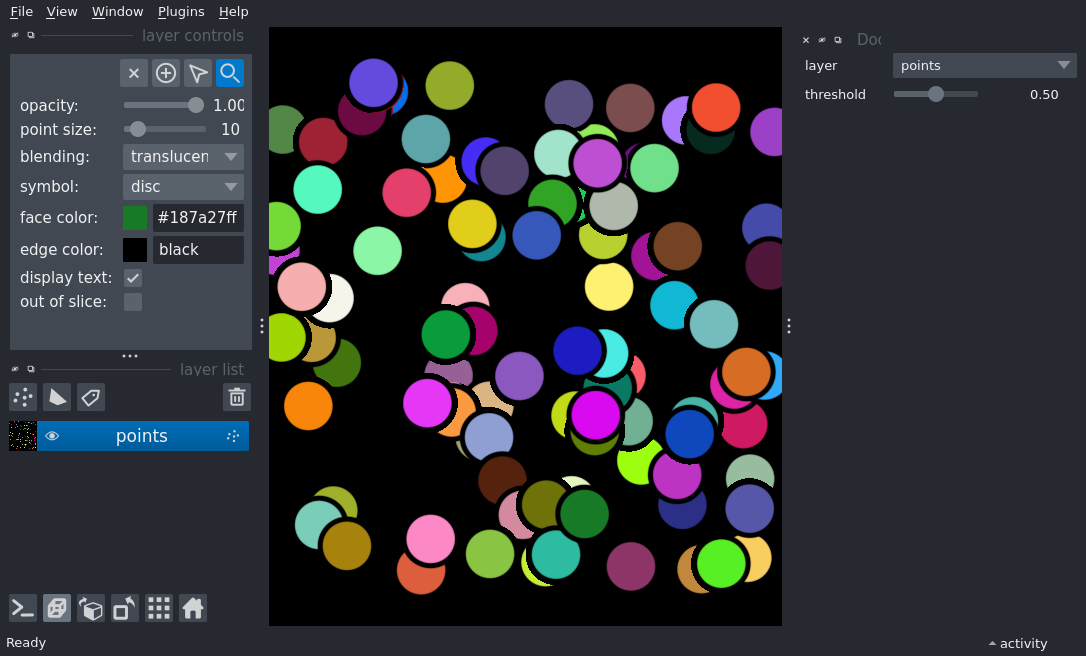 File View Window Plugins Help
layer controls
opacity: 1.00
point size: 10
blending: translucen
symbol: disc
face color: #187a27ff
edge color: black
display text:
out of slice:
layer list
points
Ready
Doc
layer points
threshold 0.50
activity